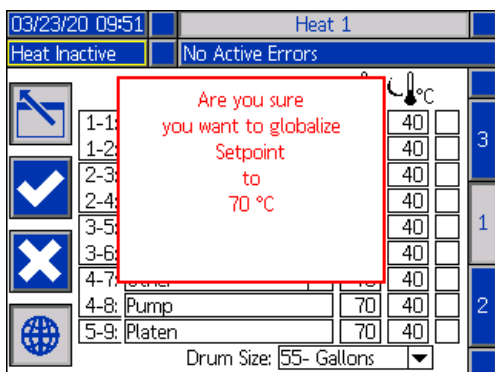 03/23/20 09:51 Heat 1
Heat Inactive No Active Errors
°C
Are you sure
you want to globalize
Setpoint
to
70 °C
1-1: 40
1-2: 40
2-3: 40
2-4: 40
3-5: 40
3-6: 40
4-7: 40
4-8: Pump 70 40
5-9: Platen 70 40
Drum Size: 55- Gallons
3
1
2